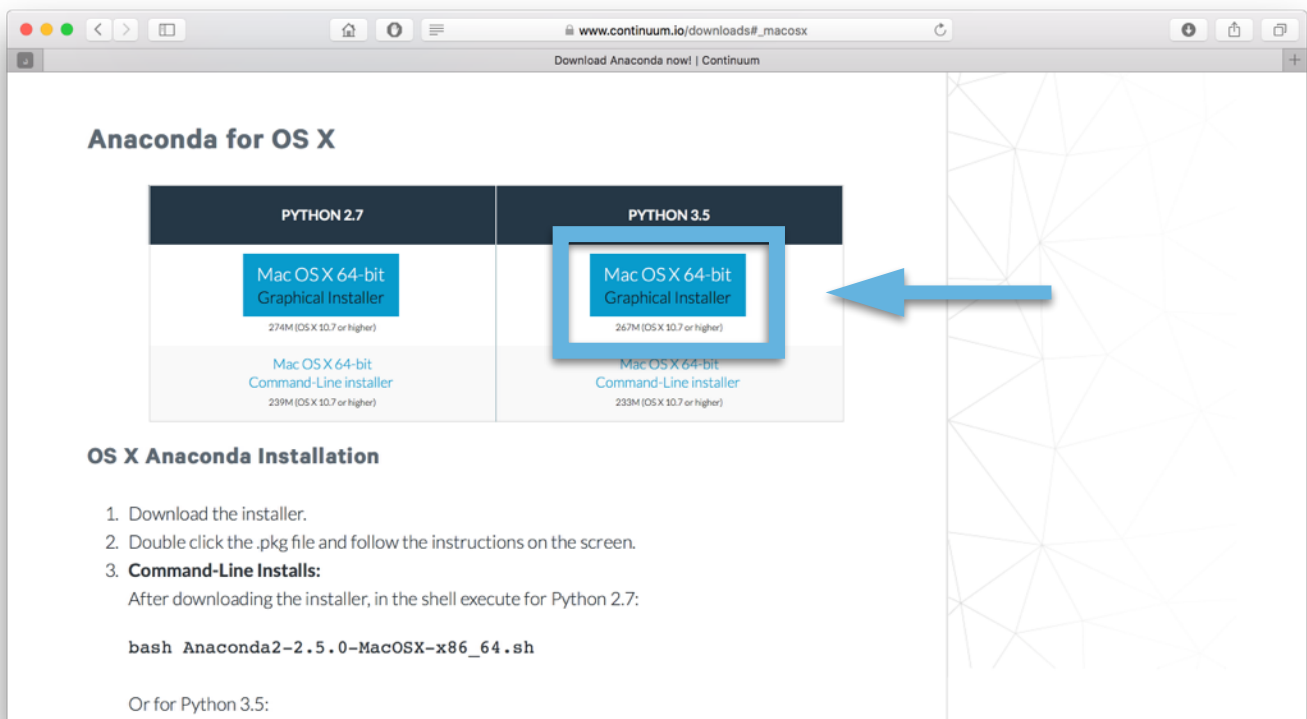 www.continuum.io/downloads#_macosx
Download Anaconda now! | Continuum
Anaconda for OS X
PYTHON 2.7
PYTHON 3.5
Mac OS X 64-bit
Graphical Installer
274M (OS X 10.7 or higher)
Mac OS X 64-bit
Graphical Installer
267M (OS X 10.7 or higher)
Mac OS X 64-bit
Command-Line installer
239M (OS X 10.7 or higher)
Mac OS X 64-bit
Command-Line installer
233M (OS X 10.7 or higher)
OS X Anaconda Installation
1. Download the installer.
2. Double click the .pkg file and follow the instructions on the screen.
3. Command-Line Installs:
After downloading the installer, in the shell execute for Python 2.7:
bash Anaconda2-2.5.0-MacOSX-x86_64.sh
Or for Python 3.5: